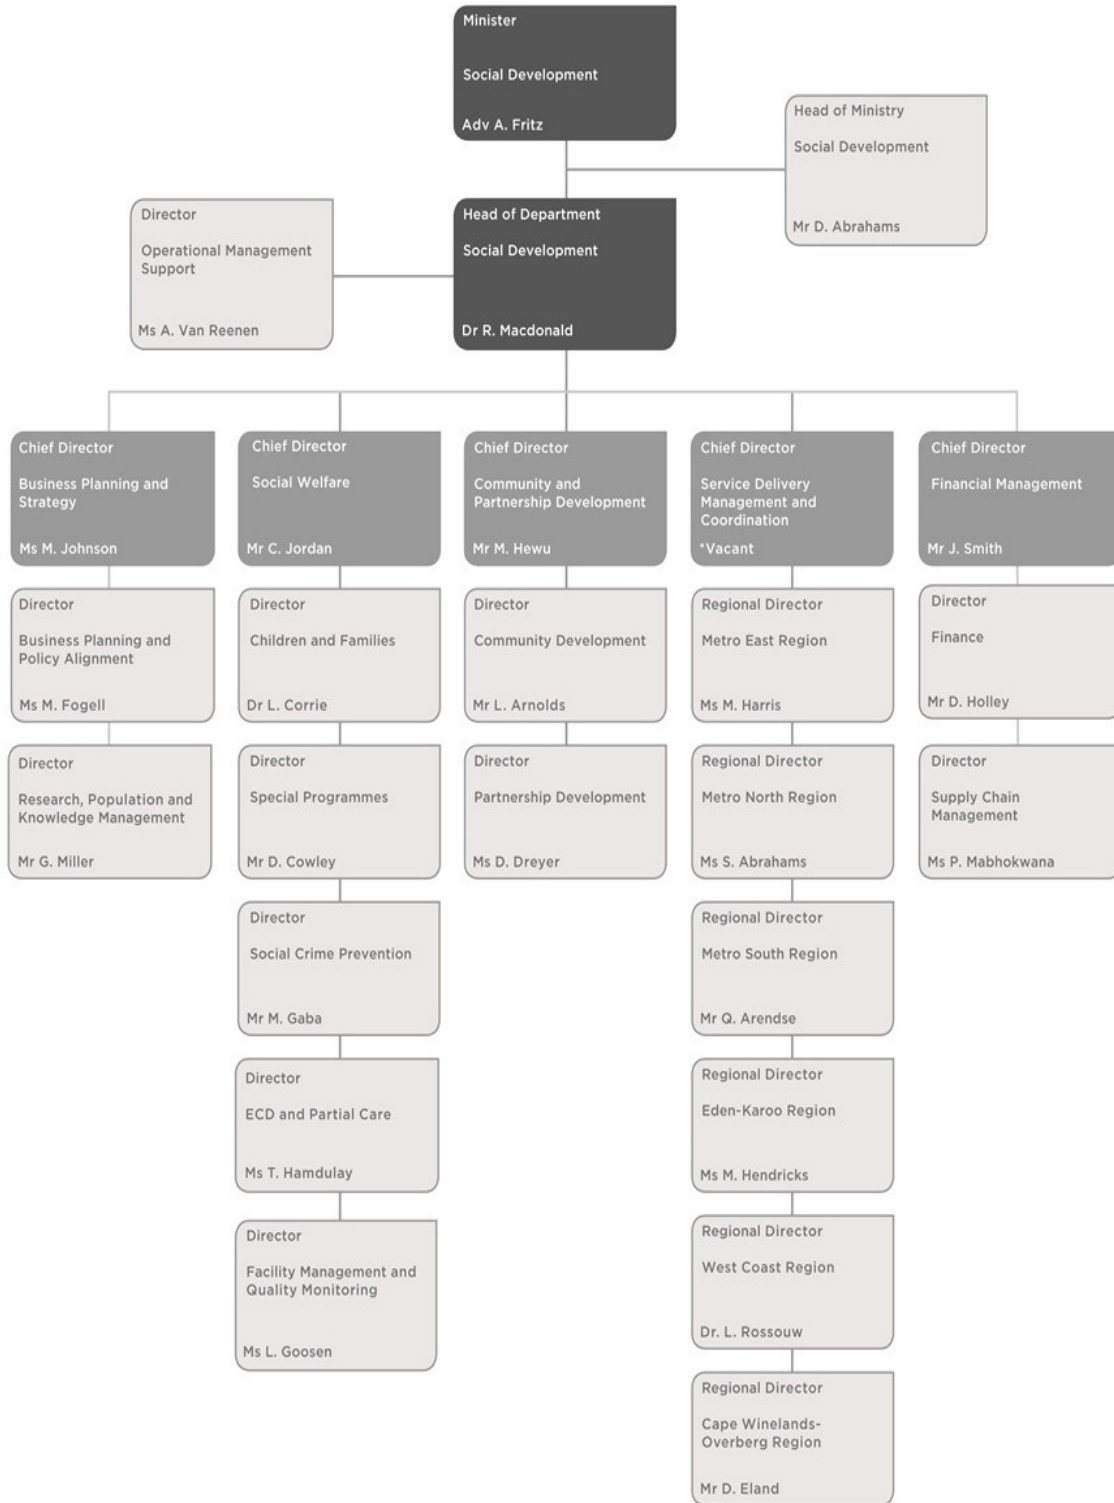 Minister
Social Development
Adv A. Fritz
Head of Ministry
Social Development
Mr D. Abrahams
Director
Operational Management
Support
Ms A. Van Reenen
Head of Department
Social Development
Dr R. Macdonald
Chief Director
Business Planning and
Strategy
Ms M. Johnson
Director
Business Planning and
Policy Alignment
Ms M. Fogell
Director
Research, Population and
Knowledge Management
Mr G. Miller
Chief Director
Social Welfare
Mr C. Jordan
Director
Children and Families
Dr L. Corrie
Director
Special Programmes
Mr D. Cowley
Director
Social Crime Prevention
Mr M. Gaba
Director
ECD and Partial Care
Ms T. Hamdulay
Director
Facility Management and
Quality Monitoring
Ms L. Goosen
Chief Director
Community and
Partnership Development
Mr M. Hewu
Director
Community Development
Mr L. Arnolds
Director
Partnership Development
Ms D. Dreyer
Chief Director
Service Delivery
Management and
Coordination
*Vacant
Regional Director
Metro East Region
Ms M. Harris
Regional Director
Metro North Region
Ms S. Abrahams
Regional Director
Metro South Region
Mr Q. Arendse
Regional Director
Eden-Karoo Region
Ms M. Hendricks
Regional Director
West Coast Region
Dr. L. Rossouw
Regional Director
Cape Winelands-
Overberg Region
Mr D. Eland
Chief Director
Financial Management
Mr J. Smith
Director
Finance
Mr D. Holley
Director
Supply Chain
Management
Ms P. Mabhokwana